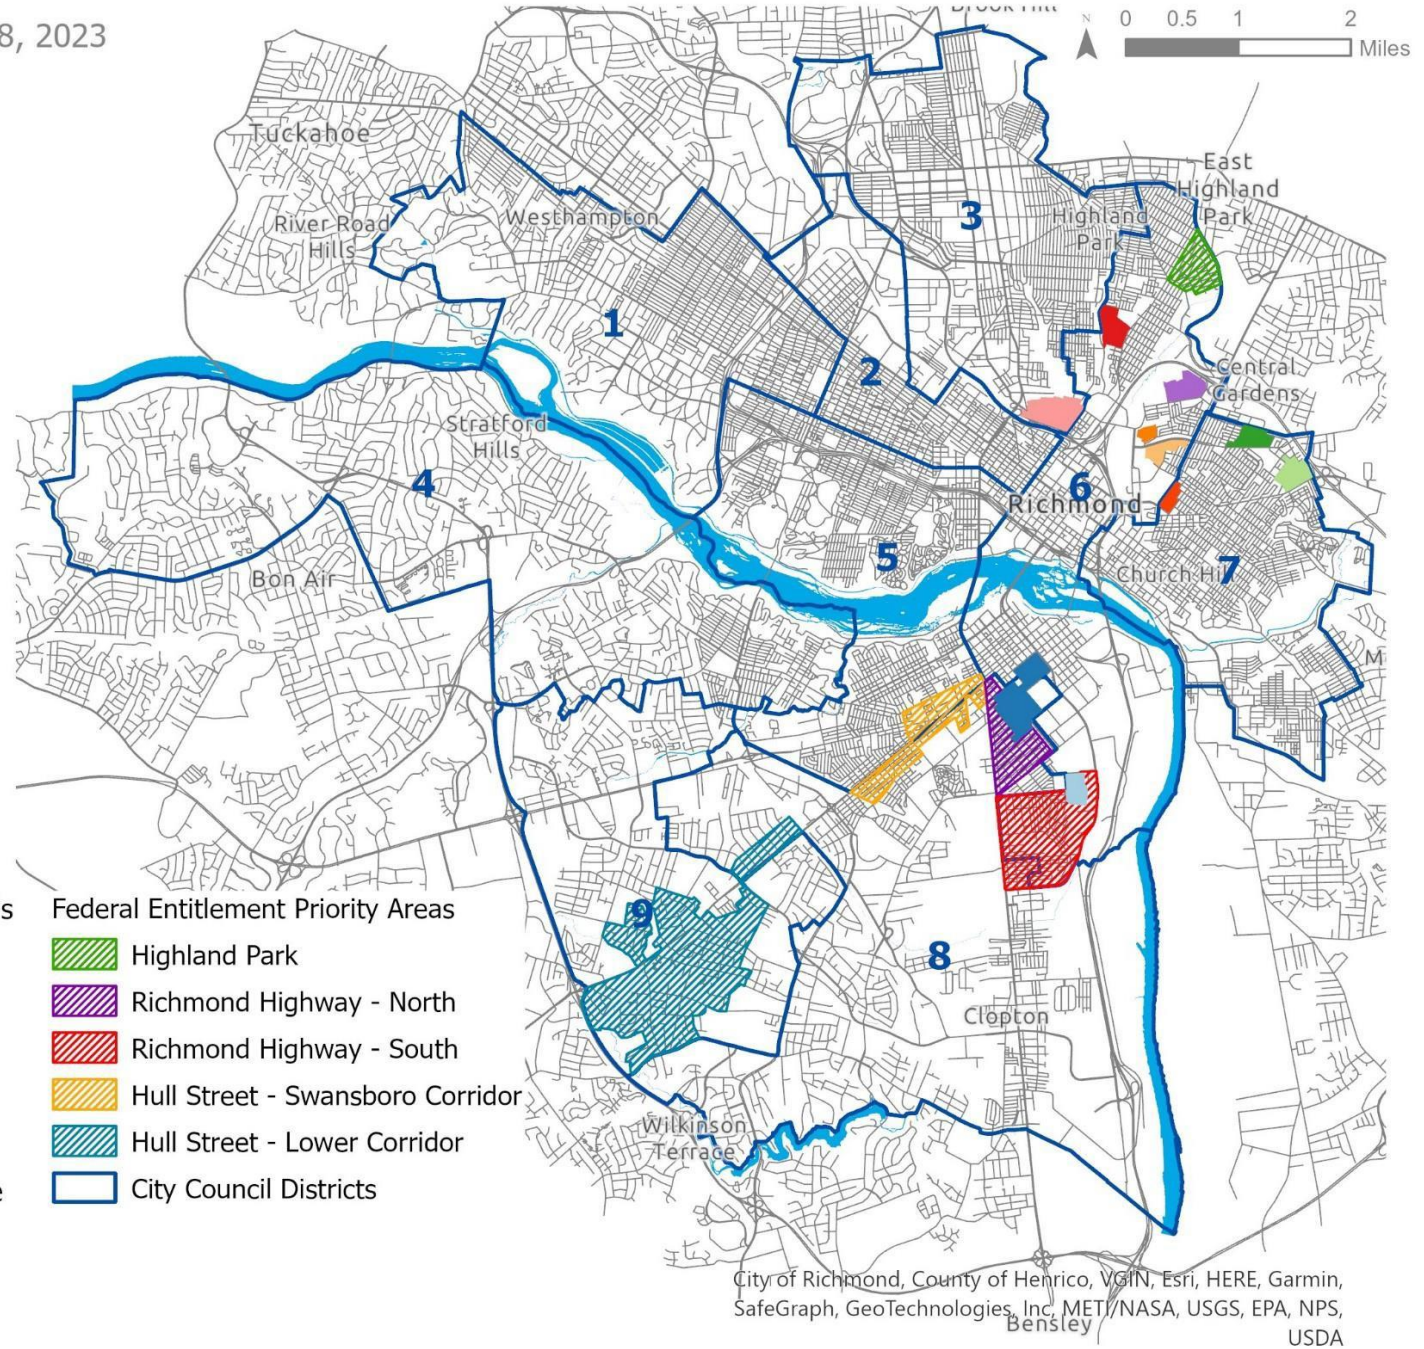 8, 2023
Brook Hill
N
0 0.5 1 2
Miles
Tuckahoe
East
Highland
Park
River Road
Hills
Westhampton
3
Highland
Park
1
2
Central
Gardens
Stratford
Hills
4
6
Richmond
5
Bon Air
Church Hill
7
M
s
Federal Entitlement Priority Areas
9
Highland Park
8
Richmond Highway - North
Clopton
Richmond Highway - South
Hull Street - Swansboro Corridor
Hull Street - Lower Corridor
Wilkinson
Terrace
e
City Council Districts
City of Richmond, County of Henrico, VGIN, Esri, HERE, Garmin,
SafeGraph, GeoTechnologies, Inc, METI/NASA, USGS, EPA, NPS,
USDA
Bensley